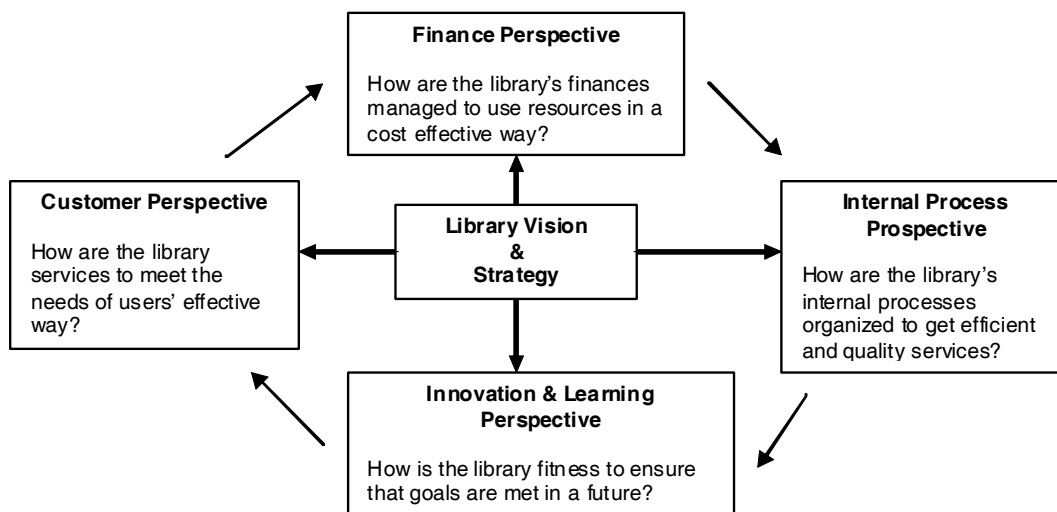 Finance Perspective
How are the library’s finances
managed to use resources in a
cost effective way?
Customer Perspective
How are the library
services to meet the
needs of users’ effective
way?
Library Vision
&
Strategy
Internal Process
Prospective
How are the library’s
internal processes
organized to get efficient
and quality services?
Innovation & Learning
Perspective
How is the library fitness to ensure
that goals are met in a future?